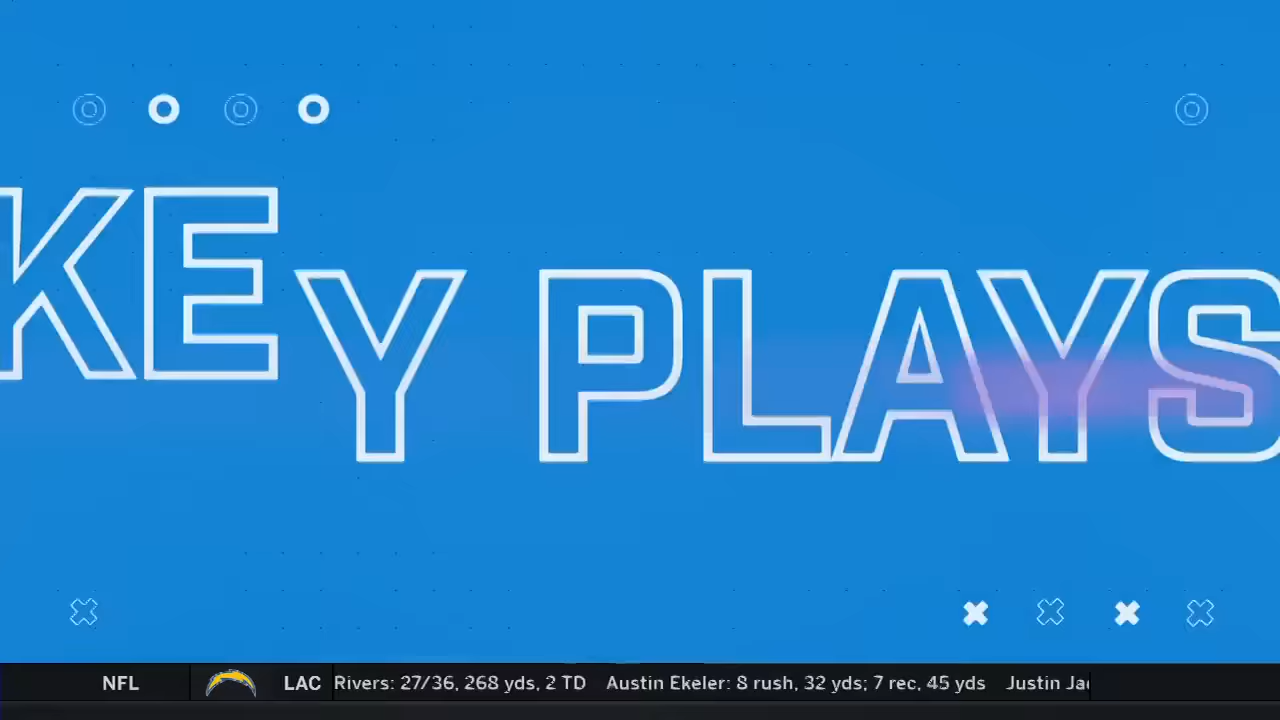 KEY PLAYS
NFL LAC Rivers: 27/36, 268 yds, 2 TD Austin Ekeler: 8 rush, 32 yds; 7 rec, 45 yds Justin